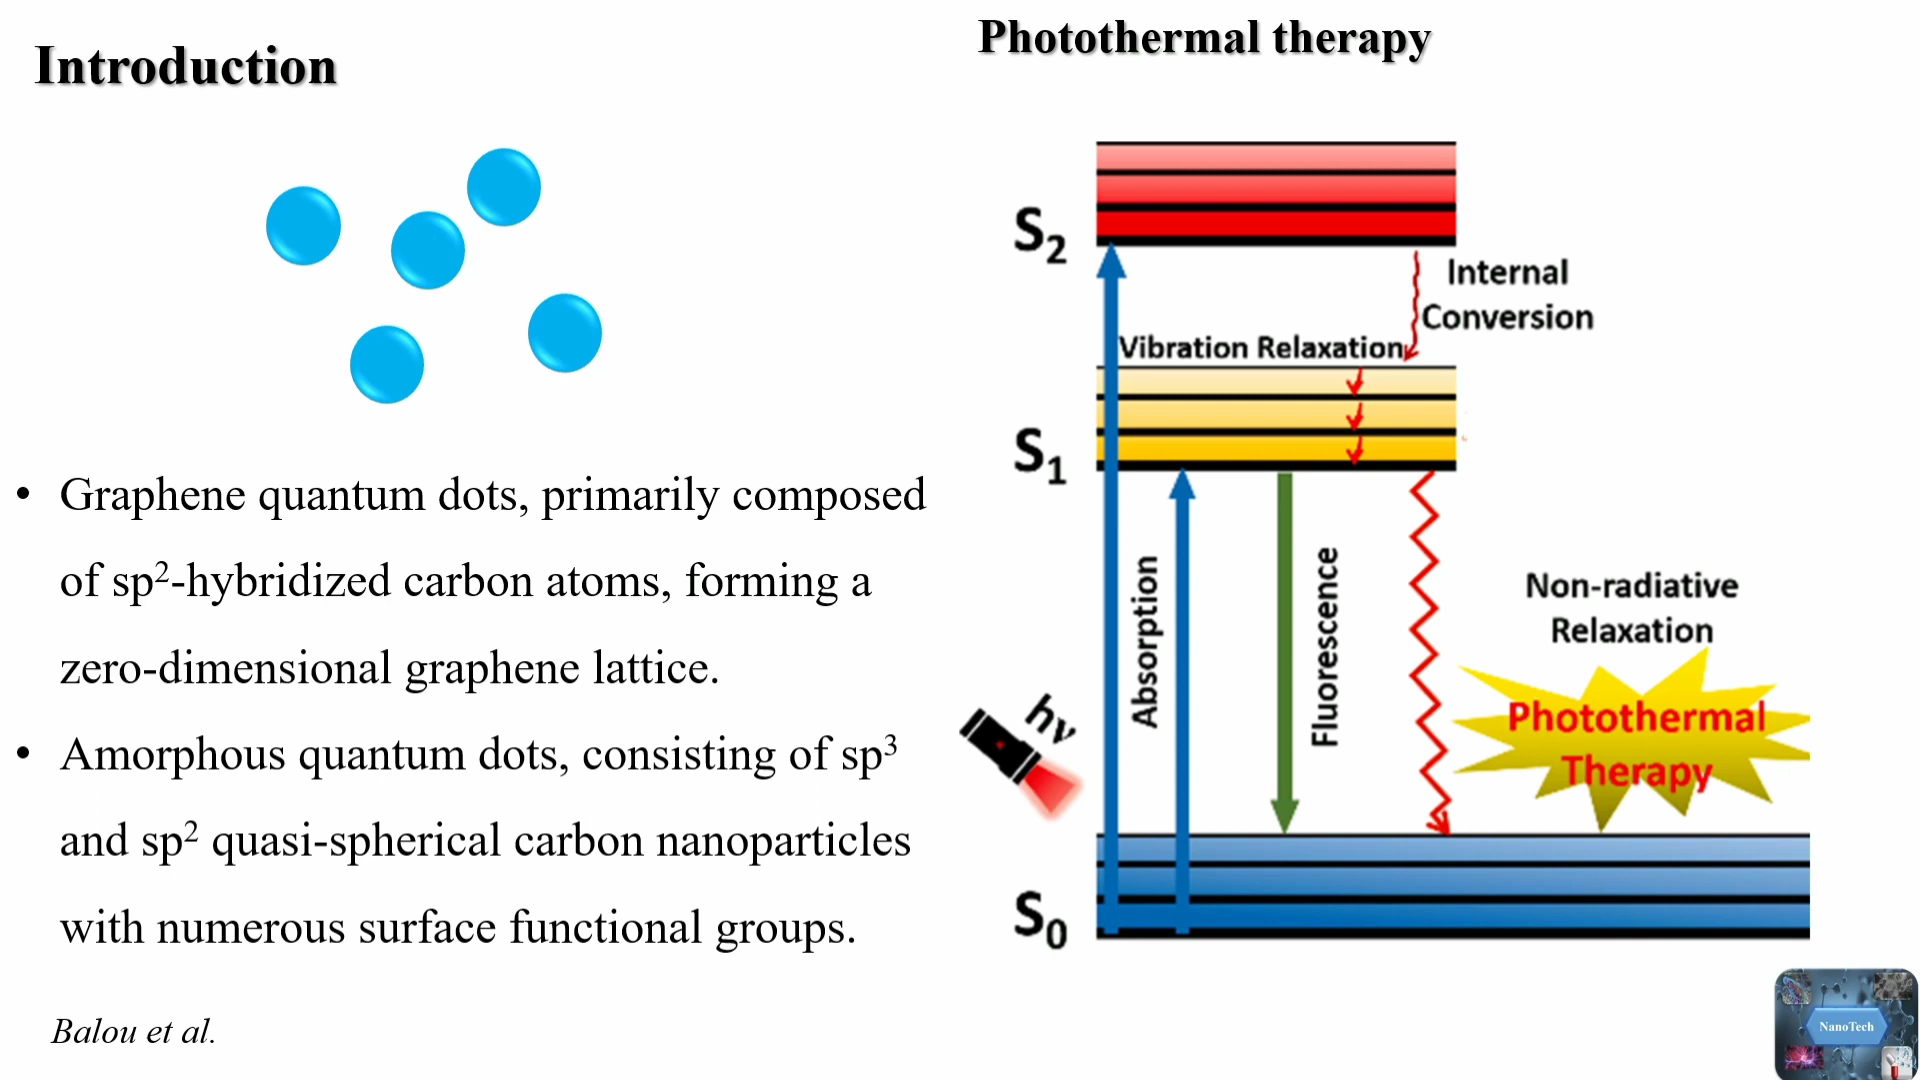 Introduction
• Graphene quantum dots, primarily composed
of sp²-hybridized carbon atoms, forming a
zero-dimensional graphene lattice.
• Amorphous quantum dots, consisting of sp³
and sp² quasi-spherical carbon nanoparticles
with numerous surface functional groups.
Balou et al.
Photothermal therapy
S₂
Internal
Conversion
Vibration Relaxation
S₁
Absorption
Fluorescence
hν
Non-radiative
Relaxation
Photothermal
Therapy
S₀
NanoTech